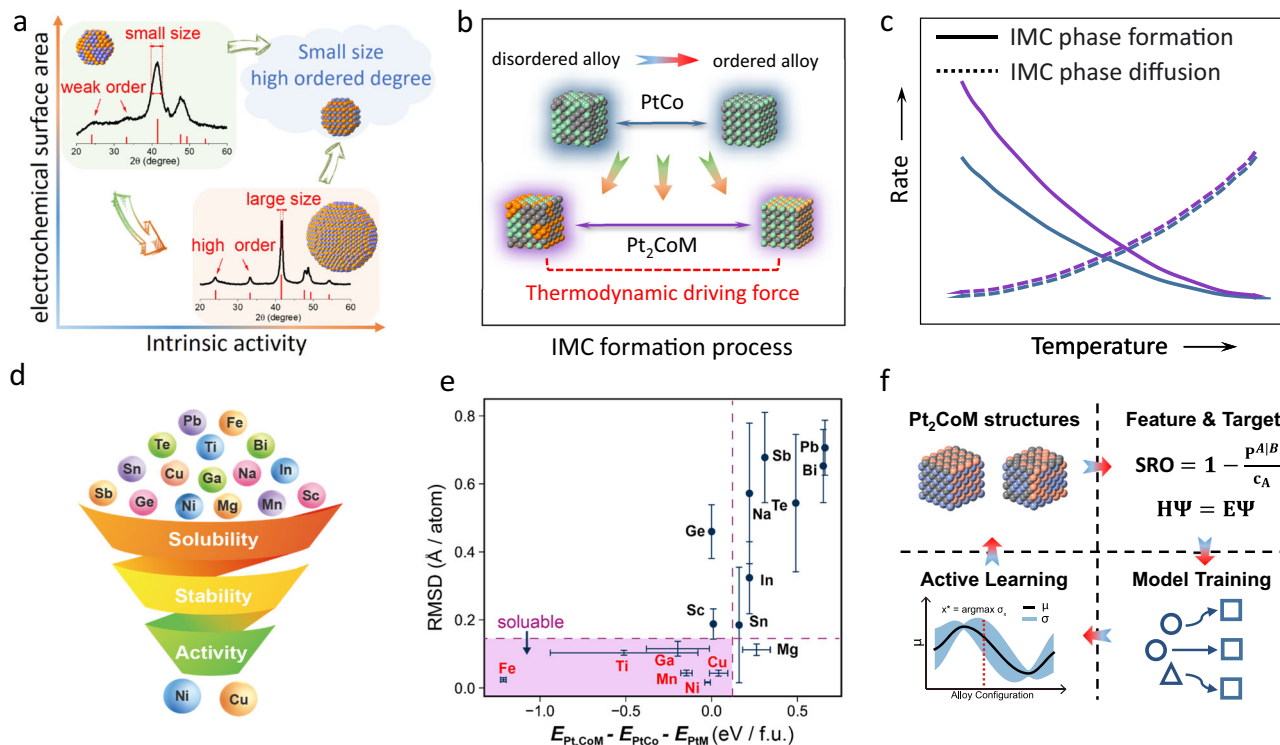 a
electrochemical surface area
Intrinsic activity
small size
weak order
20 30 40 50 60
2θ (degree)
Small size
high ordered degree
large size
high order
20 30 40 50 60
2θ (degree)
b
disordered alloy
ordered alloy
PtCo
Pt₂CoM
Thermodynamic driving force
IMC formation process
c
IMC phase formation
IMC phase diffusion
Rate
Temperature
d
Pb
Fe
Te
Ti
Bi
Sn
Cu
Ga
Na
In
Sb
Ge
Ni
Mg
Mn
Sc
Solubility
Stability
Activity
Ni
Cu
e
RMSD (Å / atom)
0.8
0.6
0.4
0.2
0.0
−1.0 −0.5 0.0 0.5
E_Pt₂CoM - E_PtCo - E_PtM (eV / f.u.)
soluable
Fe
Ti
Ga
Mn
Ni
Cu
Mg
Sc
Sn
In
Ge
Na
Te
Sb
Pb
Bi
f
Pt₂CoM structures
Feature & Target
SRO = 1 − P^{A|B} / c_A
HΨ = EΨ
Active Learning
x* = argmax σₓ
μ
σ
μ
Alloy Configuration
Model Training